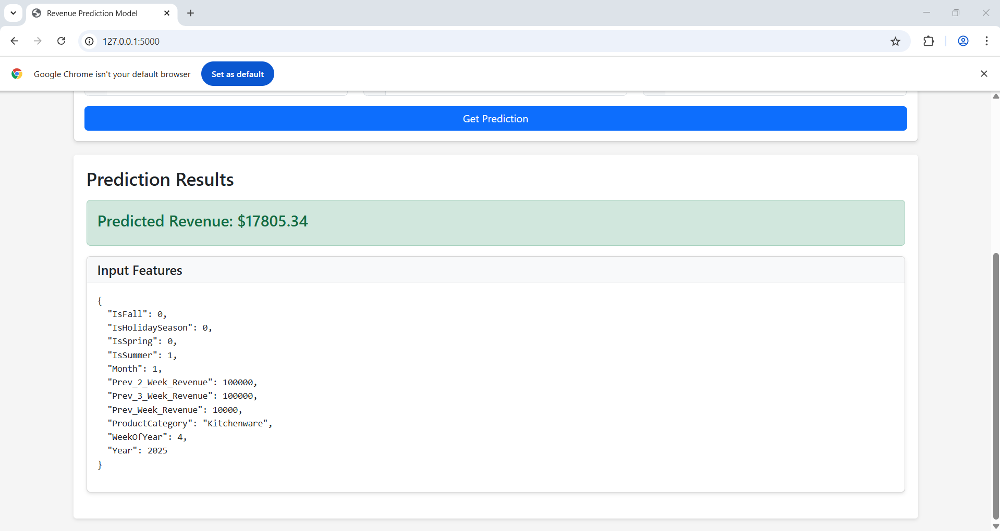 Revenue Prediction Model
127.0.0.1:5000
Google Chrome isn't your default browser
Set as default
Get Prediction
Prediction Results
Predicted Revenue: $17805.34
Input Features
{
"IsFall": 0,
"IsHolidaySeason": 0,
"IsSpring": 0,
"IsSummer": 1,
"Month": 1,
"Prev_2_Week_Revenue": 100000,
"Prev_3_Week_Revenue": 100000,
"Prev_Week_Revenue": 10000,
"ProductCategory": "Kitchenware",
"WeekOfYear": 4,
"Year": 2025
}